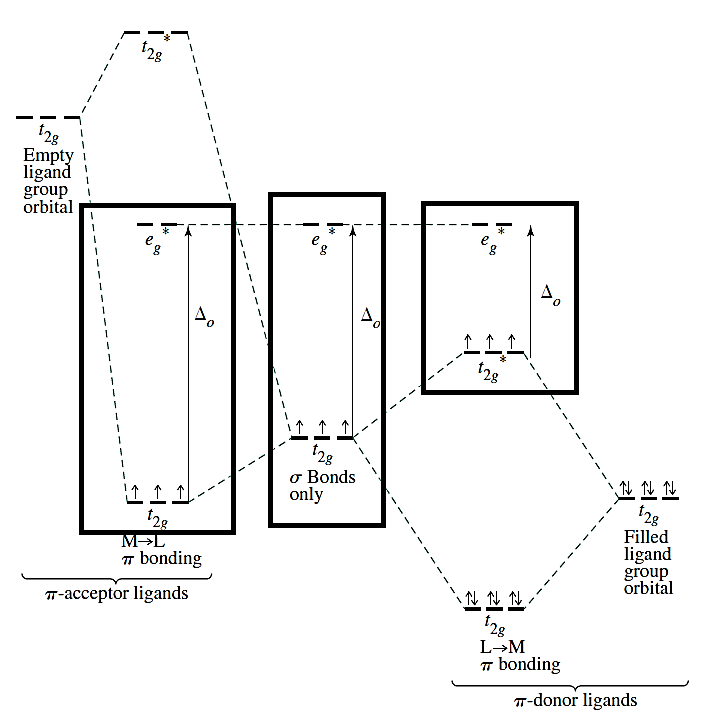 t2g*
t2g
Empty
ligand
group
orbital
eg*
Δo
t2g
M→L
π bonding
π-acceptor ligands
eg*
Δo
t2g
σ Bonds
only
eg*
Δo
t2g*
t2g
Filled
ligand
group
orbital
t2g
L→M
π bonding
π-donor ligands